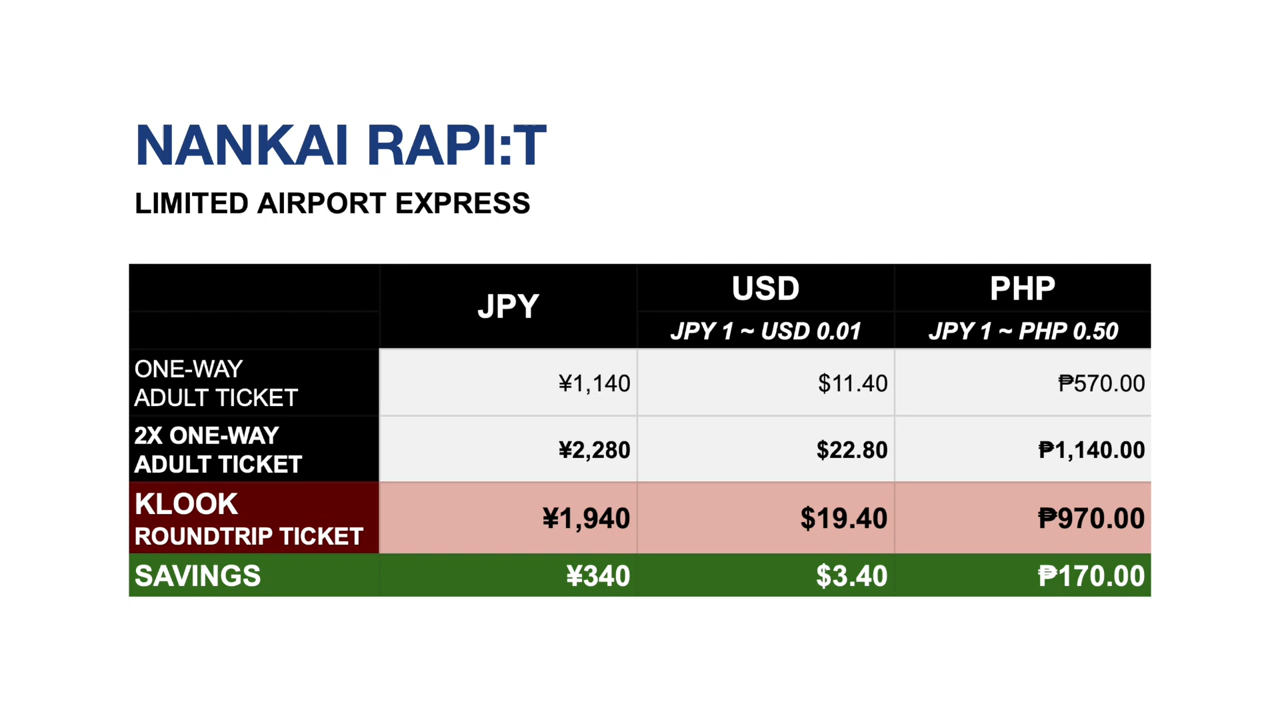 NANKAI RAPI:T
LIMITED AIRPORT EXPRESS
JPY
USD
PHP
JPY 1 ~ USD 0.01
JPY 1 ~ PHP 0.50
ONE-WAY
ADULT TICKET
¥1,140
$11.40
₱570.00
2X ONE-WAY
ADULT TICKET
¥2,280
$22.80
₱1,140.00
KLOOK
ROUNDTRIP TICKET
¥1,940
$19.40
₱970.00
SAVINGS
¥340
$3.40
₱170.00